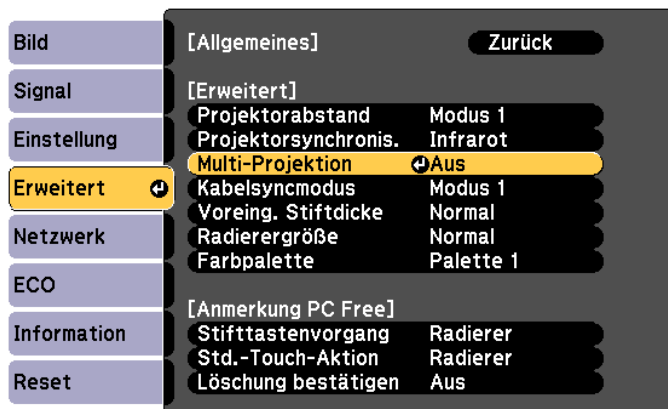 Bild
Signal
Einstellung
Erweitert
Netzwerk
ECO
Information
Reset
[Allgemeines] Zurück
[Erweitert]
Projektorabstand Modus 1
Projektorsynchronis. Infrarot
Multi-Projektion Aus
Kabelsyncmodus Modus 1
Voreing. Stiftdicke Normal
Radierergröße Normal
Farbpalette Palette 1
[Anmerkung PC Free]
Stifttastenvorgang Radierer
Std.-Touch-Aktion Radierer
Löschung bestätigen Aus